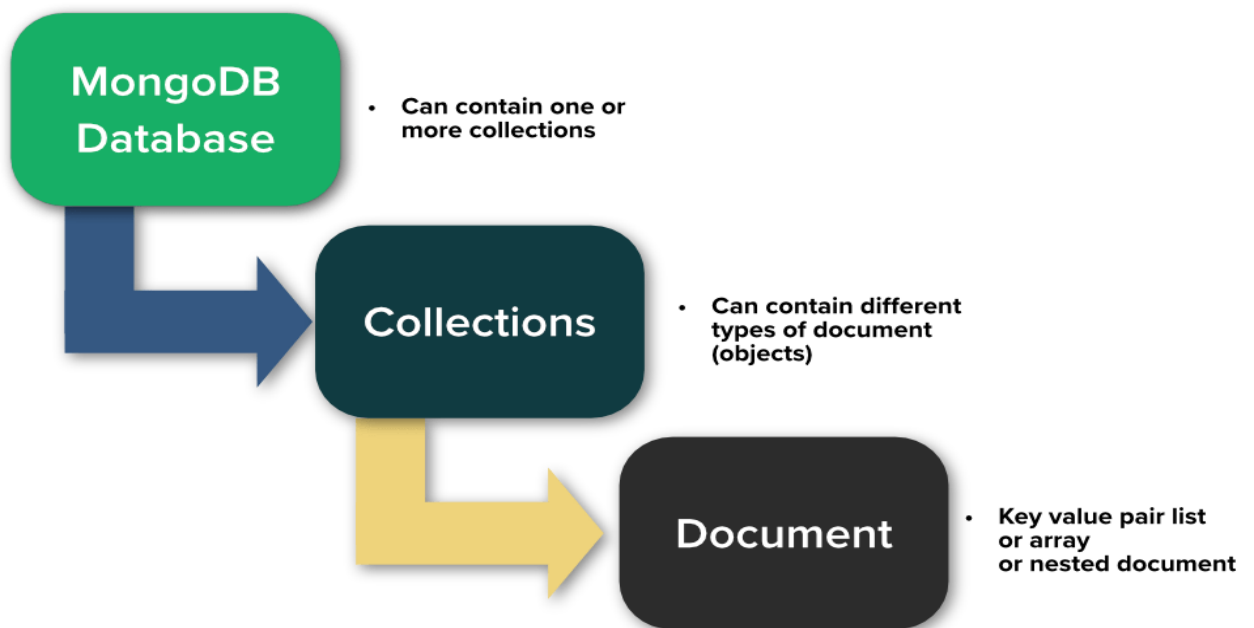 MongoDB
Database
• Can contain one or
more collections
Collections
• Can contain different
types of document
(objects)
Document
• Key value pair list
or array
or nested document